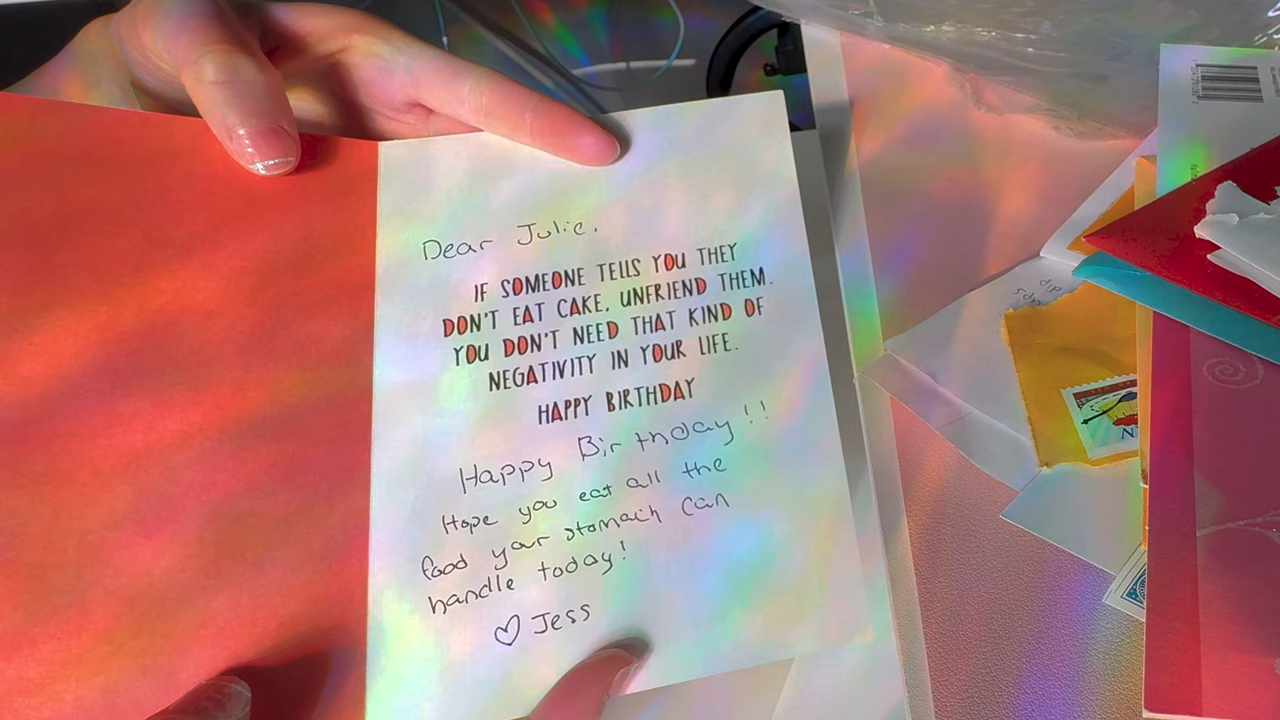 Dear Julie.
IF SOMEONE TELLS YOU THEY
DON'T EAT CAKE, UNFRIEND THEM.
YOU DON'T NEED THAT KIND OF
NEGATIVITY IN YOUR LIFE.
HAPPY BIRTHDAY
Happy Birthday!!
Hope you eat all the
food your stomach can
handle today!
♡ Jess